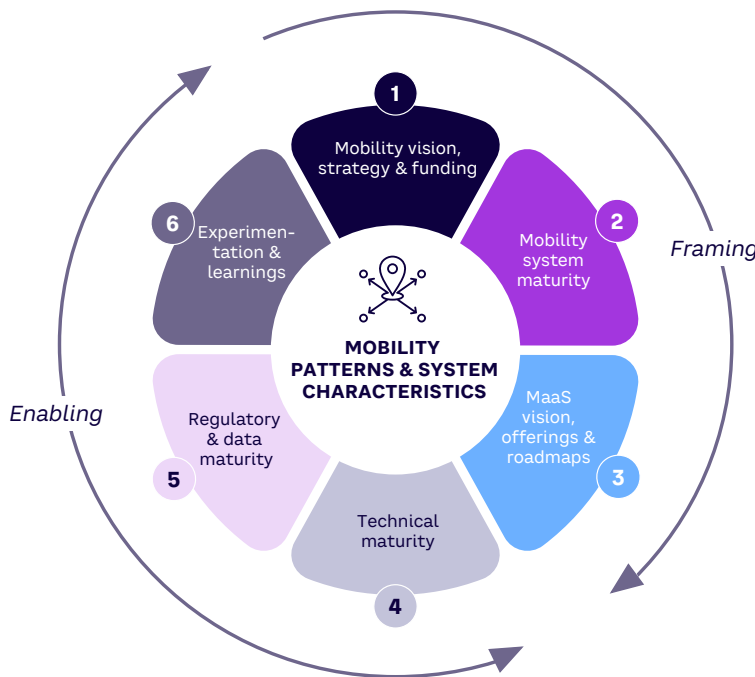 1
Mobility vision,
strategy & funding
2
Mobility
system
maturity
Framing
3
MaaS
vision,
offerings &
roadmaps
4
Technical
maturity
5
Regulatory
& data
maturity
Enabling
6
Experimen-
tation &
learnings
MOBILITY
PATTERNS & SYSTEM
CHARACTERISTICS